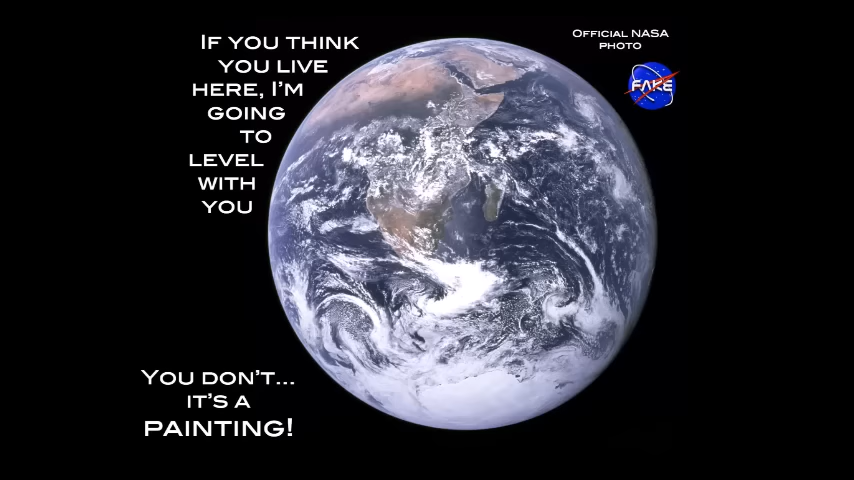 If you think
you live
here, I'm
going
to
level
with
you
Official NASA
photo
FAKE
You don't...
it's a
painting!